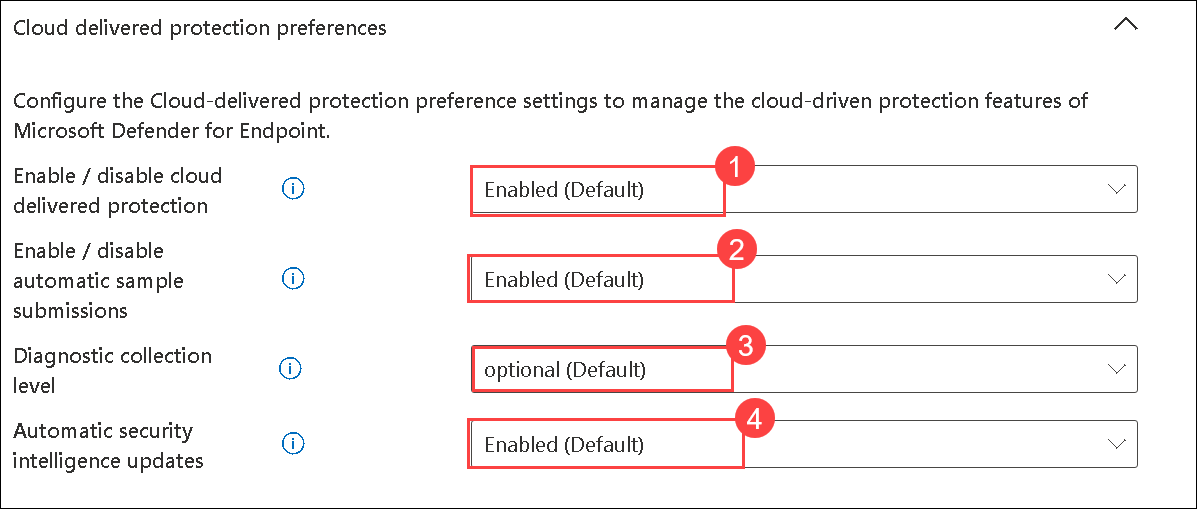 Cloud delivered protection preferences
Configure the Cloud-delivered protection preference settings to manage the cloud-driven protection features of
Microsoft Defender for Endpoint.
Enable / disable cloud
delivered protection
i
Enabled (Default)
1
Enable / disable
automatic sample
submissions
i
Enabled (Default)
2
Diagnostic collection
level
i
optional (Default)
3
Automatic security
intelligence updates
i
Enabled (Default)
4